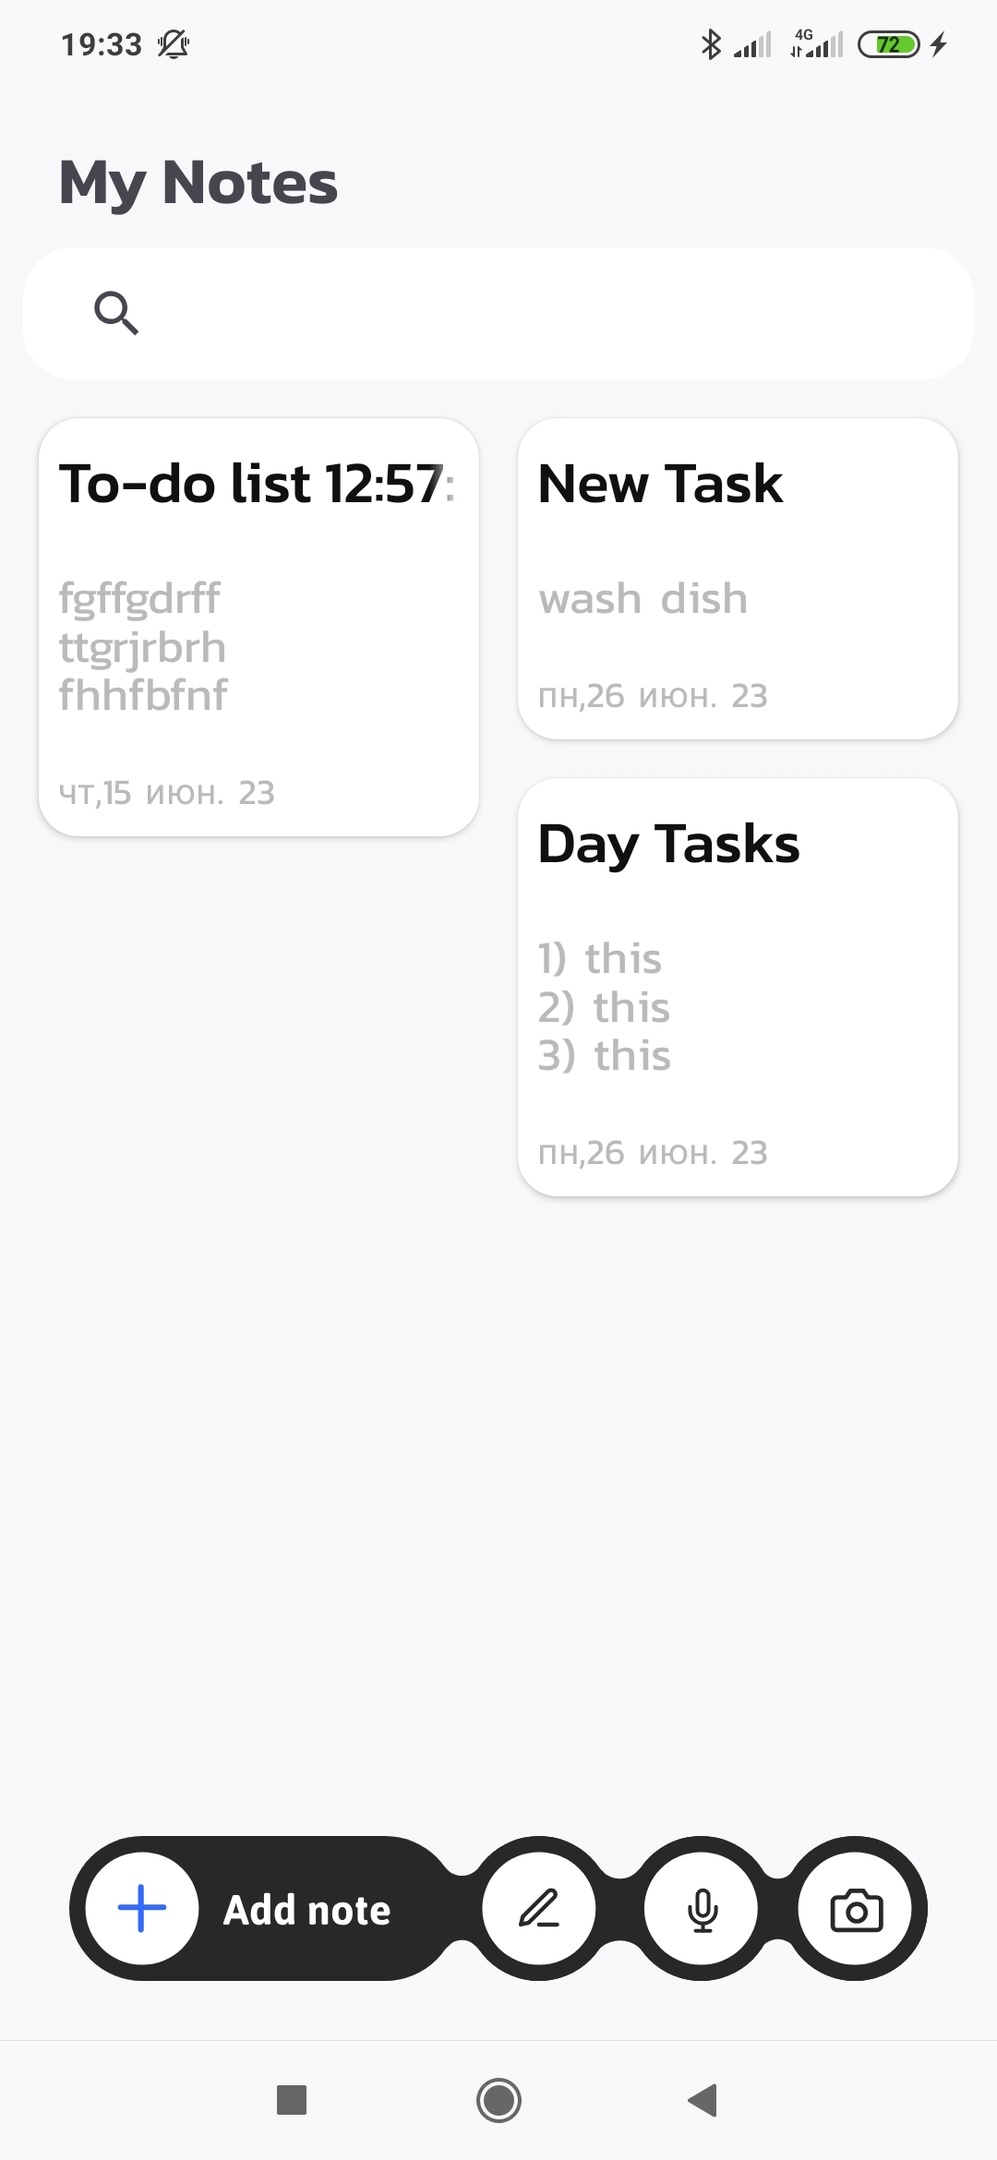 19:33
4G
72
My Notes
To-do list 12:57:
fgffgdrff
ttgrjrbrh
fhhfbfnf
чт,15 июн. 23
New Task
wash dish
пн,26 июн. 23
Day Tasks
1) this
2) this
3) this
пн,26 июн. 23
Add note